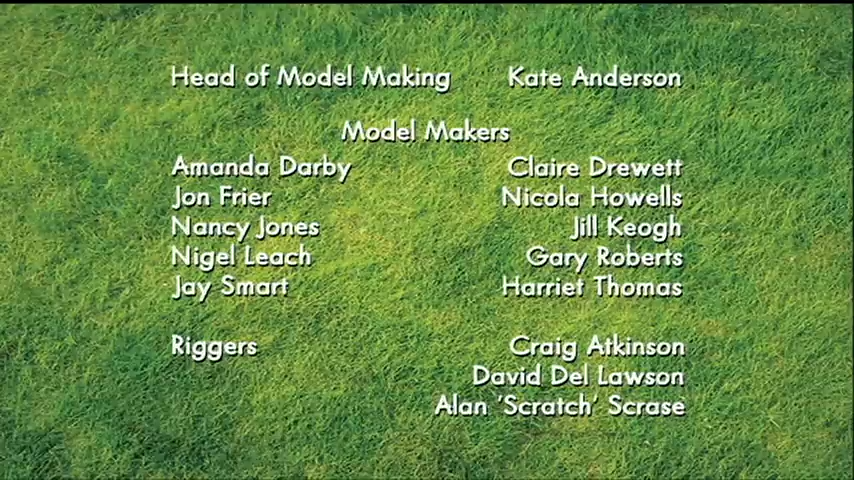 Head of Model Making Kate Anderson
Model Makers
Amanda Darby Claire Drewett
Jon Frier Nicola Howells
Nancy Jones Jill Keogh
Nigel Leach Gary Roberts
Jay Smart Harriet Thomas
Riggers Craig Atkinson
David Del Lawson
Alan 'Scratch' Scrase